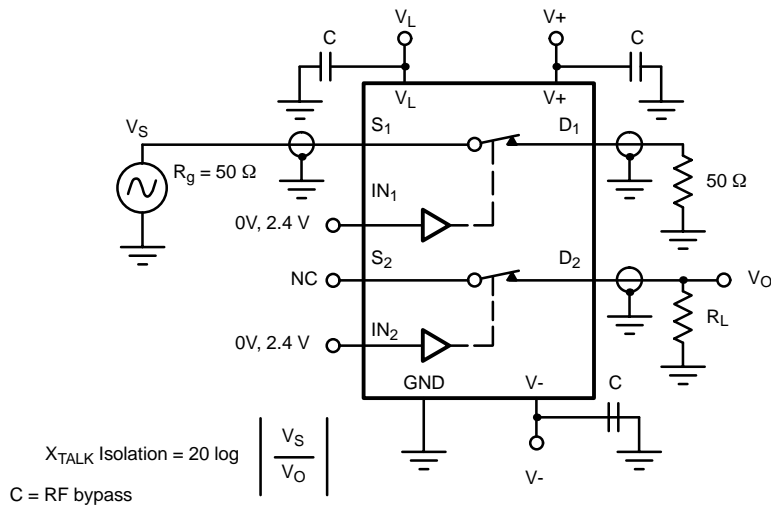 C
V_L
V+
C
V_L
V+
V_S
S_1
D_1
R_g = 50 Ω
50 Ω
IN_1
0V, 2.4 V
S_2
D_2
NC
V_O
R_L
IN_2
0V, 2.4 V
GND
V-
C
X_TALK Isolation = 20 log | V_S / V_O |
V-
C = RF bypass